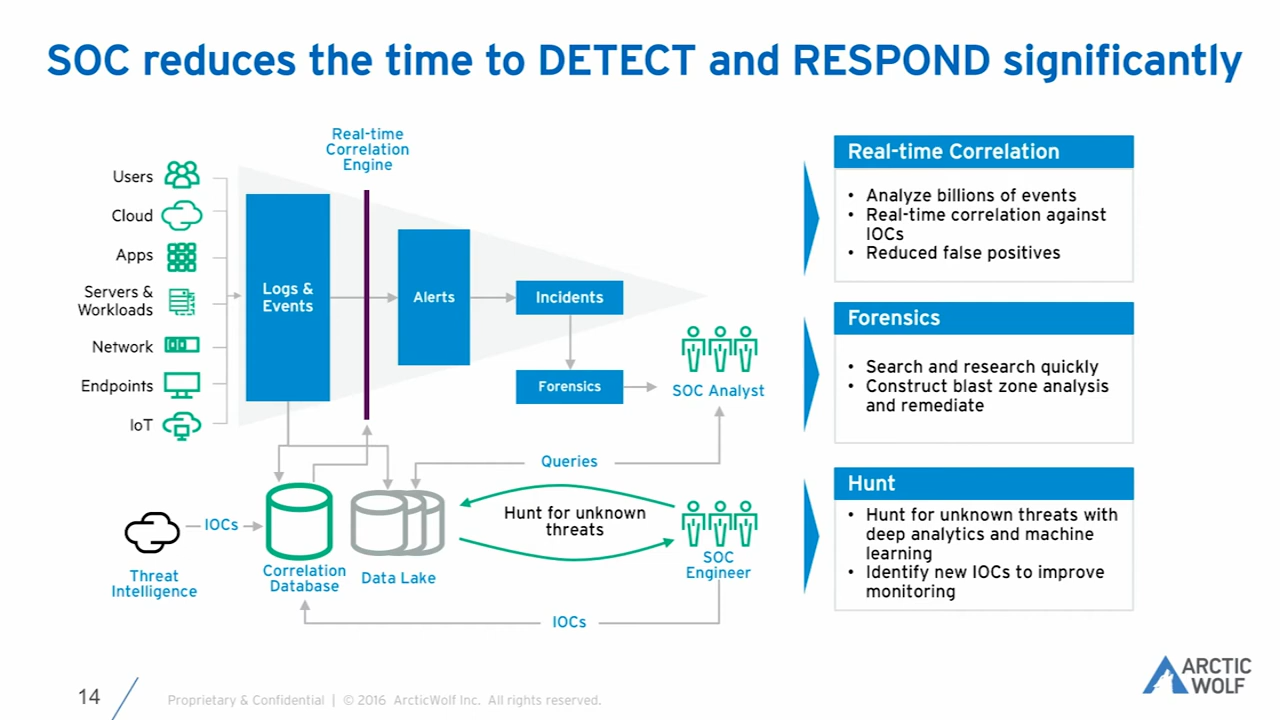 SOC reduces the time to DETECT and RESPOND significantly
Real-time
Correlation
Engine
Users
Cloud
Apps
Servers &
Workloads
Network
Endpoints
IoT
Logs &
Events
Alerts
Incidents
Forensics
SOC Analyst
Queries
Hunt for unknown
threats
SOC
Engineer
IOCs
Threat
Intelligence
Correlation
Database
Data Lake
IOCs
Real-time Correlation
• Analyze billions of events
• Real-time correlation against
IOCs
• Reduced false positives
Forensics
• Search and research quickly
• Construct blast zone analysis
and remediate
Hunt
• Hunt for unknown threats with
deep analytics and machine
learning
• Identify new IOCs to improve
monitoring
14
Proprietary & Confidential | © 2016 ArcticWolf Inc. All rights reserved.
ARCTIC
WOLF